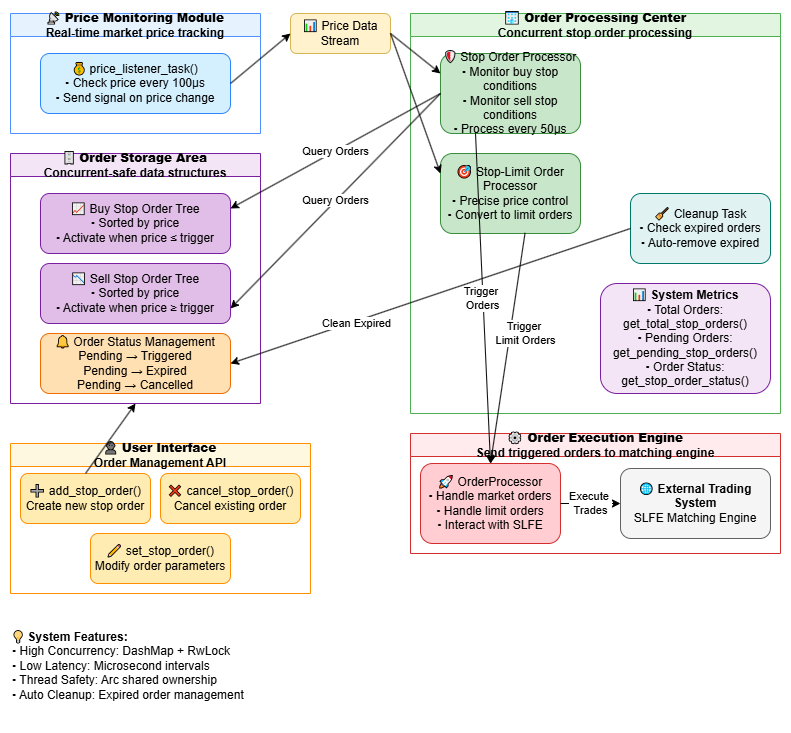 Price Monitoring Module
Real-time market price tracking
price_listener_task()
- Check price every 100µs
- Send signal on price change
Price Data
Stream
Order Processing Center
Concurrent stop order processing
Stop Order Processor
- Monitor buy stop
conditions
- Monitor sell stop
conditions
- Process every 50µs
Query Orders
Query Orders
Order Storage Area
Concurrent-safe data structures
Buy Stop Order Tree
- Sorted by price
- Activate when price ≤ trigger
Sell Stop Order Tree
- Sorted by price
- Activate when price ≥ trigger
Order Status Management
Pending → Triggered
Pending → Expired
Pending → Cancelled
Stop-Limit Order
Processor
- Precise price control
- Convert to limit orders
Cleanup Task
- Check expired orders
- Auto-remove expired
Trigger
Orders
Clean Expired
Trigger
Limit Orders
System Metrics
- Total Orders:
get_total_stop_orders()
- Pending Orders:
get_pending_stop_orders()
- Order Status:
get_stop_order_status()
User Interface
Order Management API
add_stop_order()
Create new stop order
cancel_stop_order()
Cancel existing order
set_stop_order()
Modify order parameters
Order Execution Engine
Send triggered orders to matching engine
OrderProcessor
- Handle market orders
- Handle limit orders
- Interact with SLFE
Execute
Trades
External Trading
System
SLFE Matching Engine
System Features:
- High Concurrency: DashMap + RwLock
- Low Latency: Microsecond intervals
- Thread Safety: Arc shared ownership
- Auto Cleanup: Expired order management